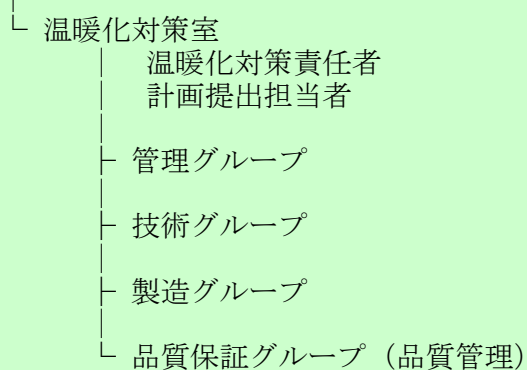 温暖化対策室
温暖化対策責任者
計画提出担当者
管理グループ
技術グループ
製造グループ
品質保証グループ（品質管理）